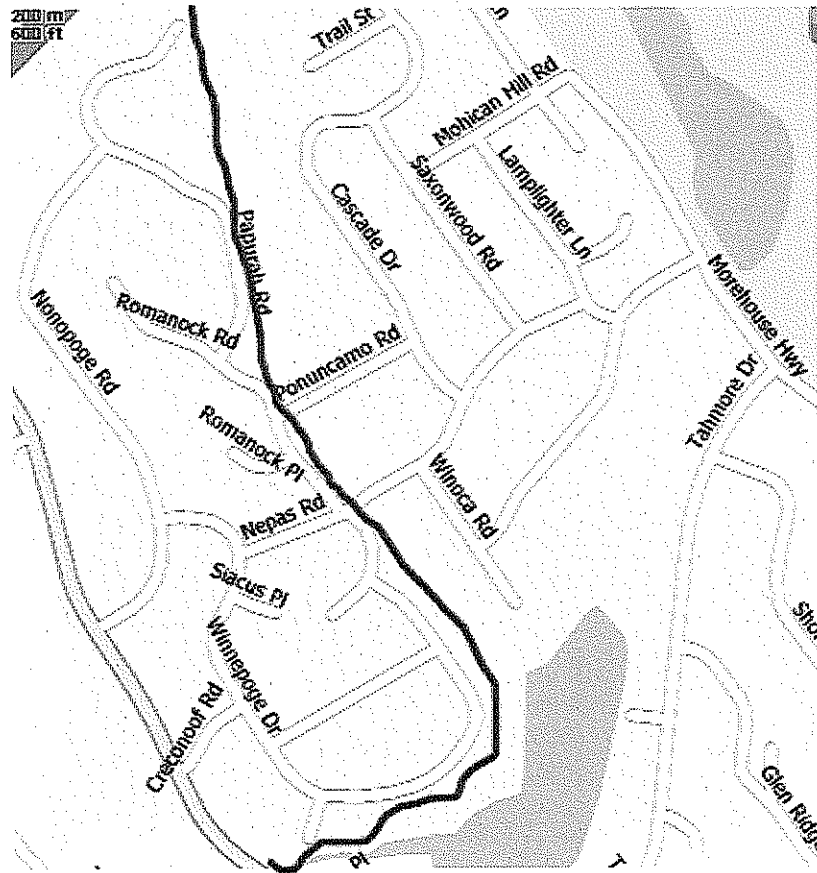 200 m
600 ft
Trail St
Mohican Hill Rd
Saxonwood Rd
Lamplighter Ln
Cascade Dr
Papurah Rd
Morehouse Hwy
Nonopoge Rd
Romanock Rd
Ponuncamo Rd
Tahmore Dr
Romanock Pl
Winoca Rd
Nepas Rd
Siacus Pl
Winnepoge Dr
Creconoof Rd
Glen Ridge
Pl
T